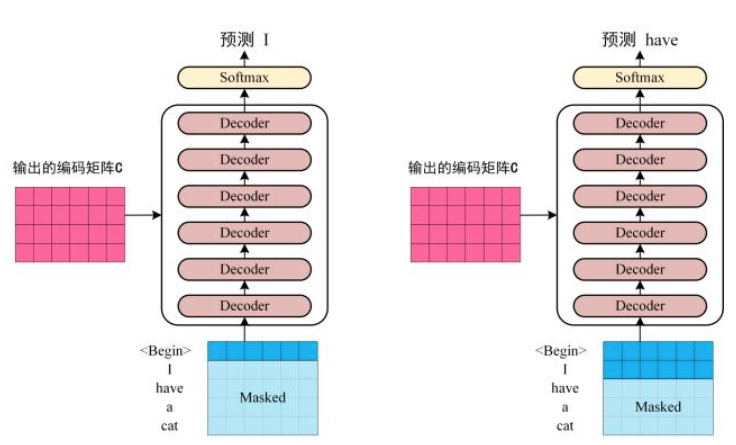 预测 I
Softmax
Decoder
Decoder
Decoder
Decoder
Decoder
Decoder
输出的编码矩阵C
<Begin>
I
have
a
cat
Masked
预测 have
Softmax
Decoder
Decoder
Decoder
Decoder
Decoder
Decoder
输出的编码矩阵C
<Begin>
I
have
a
cat
Masked